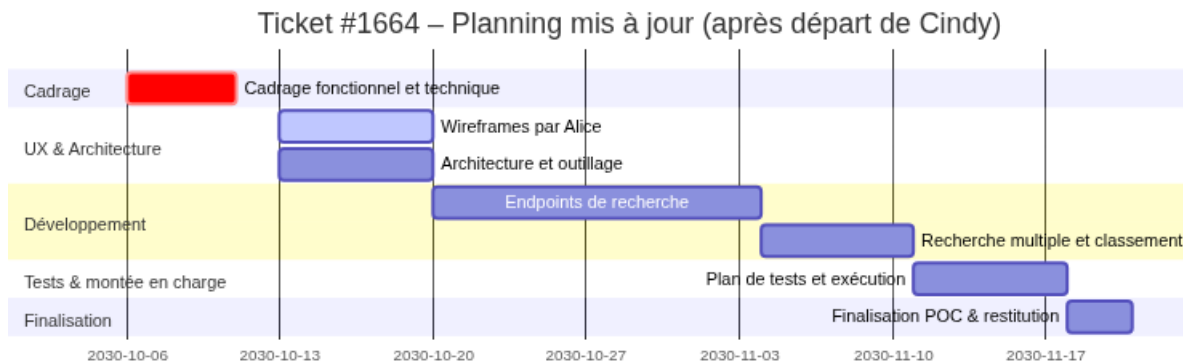 Ticket #1664 – Planning mis à jour (après départ de Cindy)
Cadrage
Cadrage fonctionnel et technique
UX & Architecture
Wireframes par Alice
Architecture et outillage
Développement
Endpoints de recherche
Recherche multiple et classement
Tests & montée en charge
Plan de tests et exécution
Finalisation
Finalisation POC & restitution
2030-10-06 2030-10-13 2030-10-20 2030-10-27 2030-11-03 2030-11-10 2030-11-17